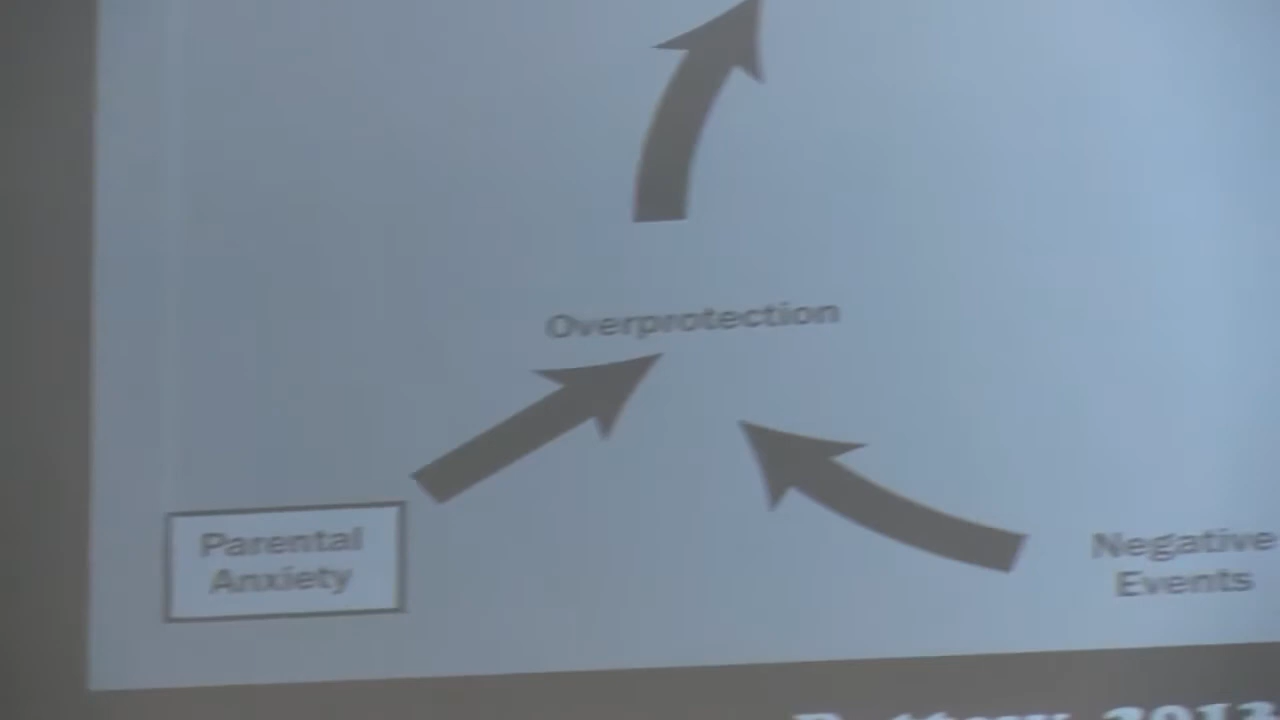 Overprotection
Parental
Anxiety
Negative
Events